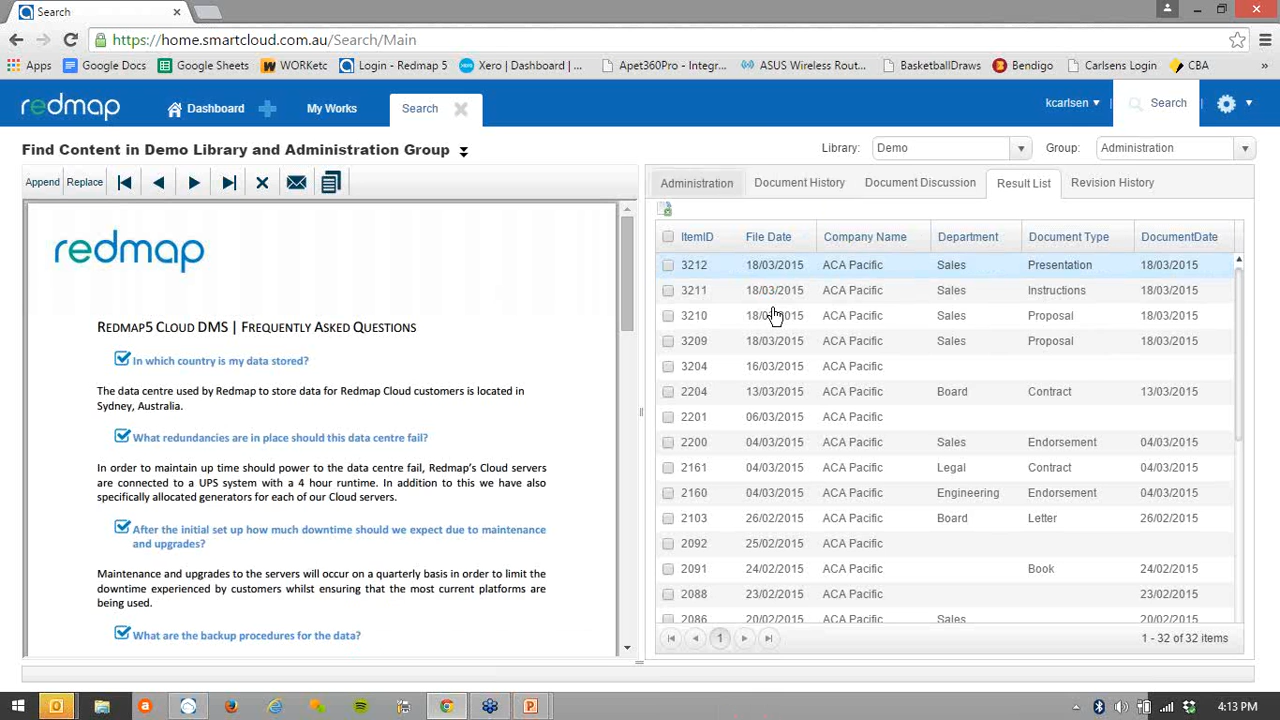 Search
https://home.smartcloud.com.au/Search/Main
Apps Google Docs Google Sheets WORKetc Login - Redmap 5 Xero | Dashboard |... Apet360Pro - Integr... ASUS Wireless Rout... BasketballDraws Bendigo Carlsens Login CBA »
redmap Dashboard My Works Search kcarlsen Search
Find Content in Demo Library and Administration Group Library: Demo Group: Administration
Append Replace Administration Document History Document Discussion Result List Revision History
ItemID File Date Company Name Department Document Type DocumentDate
3212 18/03/2015 ACA Pacific Sales Presentation 18/03/2015
3211 18/03/2015 ACA Pacific Sales Instructions 18/03/2015
3210 18/03/2015 ACA Pacific Sales Proposal 18/03/2015
3209 18/03/2015 ACA Pacific Sales Proposal 18/03/2015
3204 16/03/2015 ACA Pacific
2204 13/03/2015 ACA Pacific Board Contract 13/03/2015
2201 06/03/2015 ACA Pacific
2200 04/03/2015 ACA Pacific Sales Endorsement 04/03/2015
2161 04/03/2015 ACA Pacific Legal Contract 04/03/2015
2160 04/03/2015 ACA Pacific Engineering Endorsement 04/03/2015
2103 26/02/2015 ACA Pacific Board Letter 26/02/2015
2092 25/02/2015 ACA Pacific
2091 24/02/2015 ACA Pacific Book 24/02/2015
2088 23/02/2015 ACA Pacific 23/02/2015
2086 20/02/2015 ACA Pacific Sales 20/02/2015
1 1 - 32 of 32 items
redmap
REDMAP5 CLOUD DMS | FREQUENTLY ASKED QUESTIONS
In which country is my data stored?
The data centre used by Redmap to store data for Redmap Cloud customers is located in
Sydney, Australia.
What redundancies are in place should this data centre fail?
In order to maintain up time should power to the data centre fail, Redmap's Cloud servers
are connected to a UPS system with a 4 hour runtime. In addition to this we have also
specifically allocated generators for each of our Cloud servers.
After the initial set up how much downtime should we expect due to maintenance
and upgrades?
Maintenance and upgrades to the servers will occur on a quarterly basis in order to limit the
downtime experienced by customers whilst ensuring that the most current platforms are
being used.
What are the backup procedures for the data?
4:13 PM